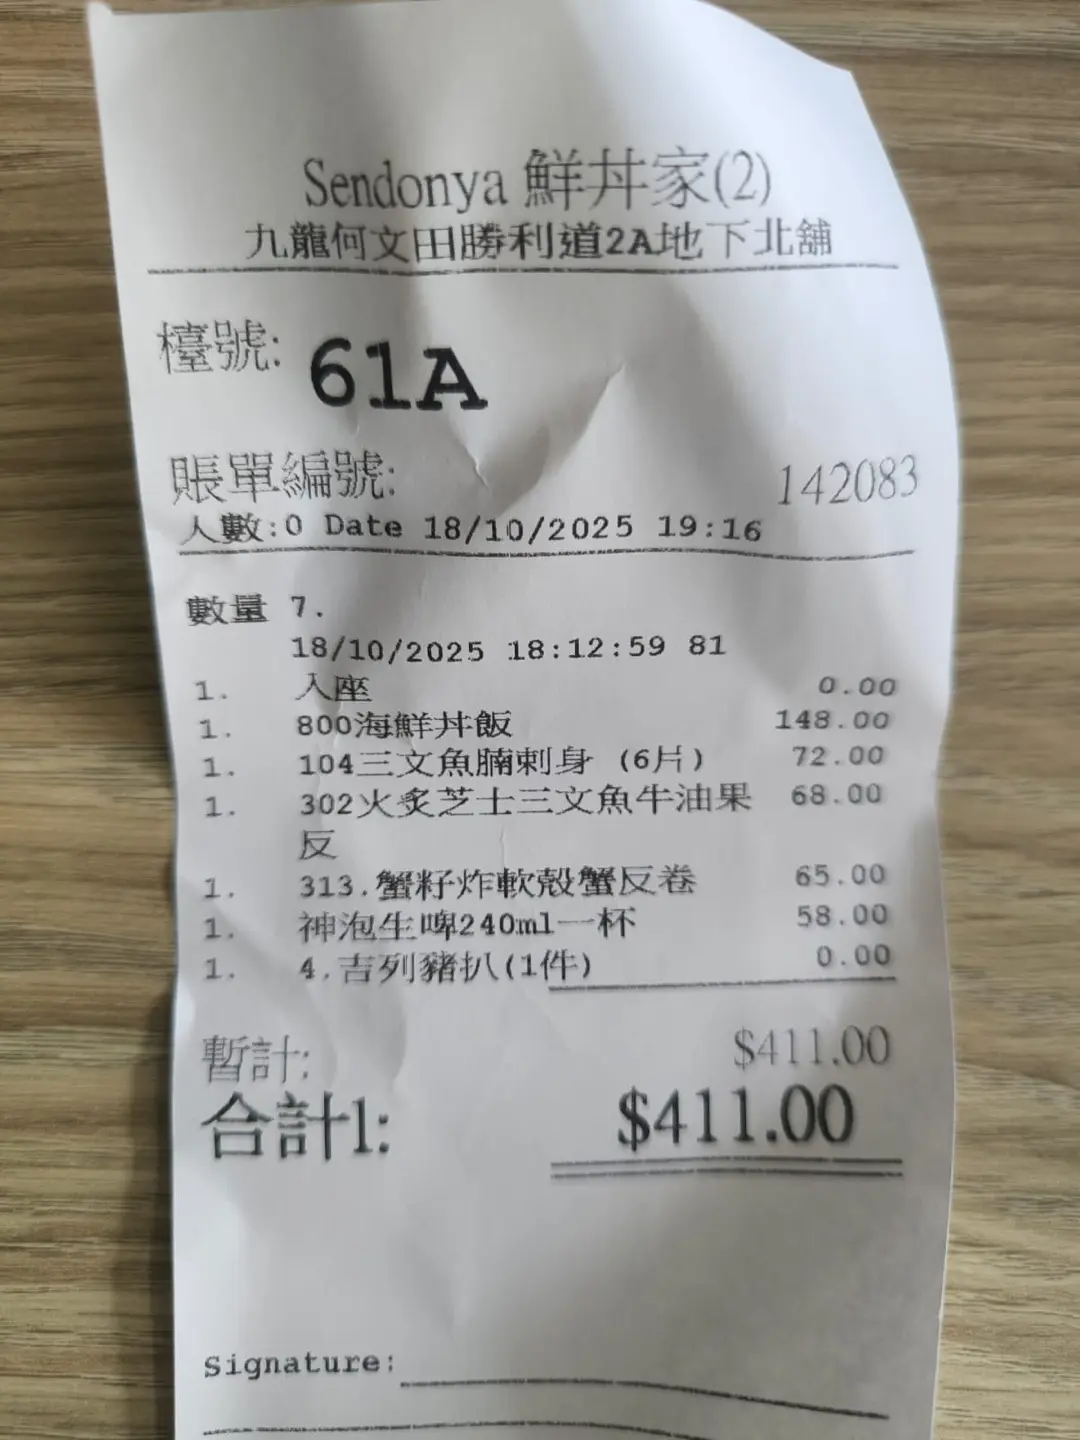 Sendonya 鮮丼家(2)
九龍何文田勝利道2A地下北舖
檯號: 61A
賬單編號: 142083
人數:0 Date 18/10/2025 19:16
數量 7.
18/10/2025 18:12:59 81
1. 入座 0.00
1. 800海鮮丼飯 148.00
1. 104三文魚腩刺身 (6片) 72.00
1. 302火炙芝士三文魚牛油果 68.00
反
1. 313.蟹籽炸軟殼蟹反卷 65.00
1. 神泡生啤240ml一杯 58.00
1. 4.吉列豬扒(1件) 0.00
暫計: $411.00
合計1: $411.00
Signature: